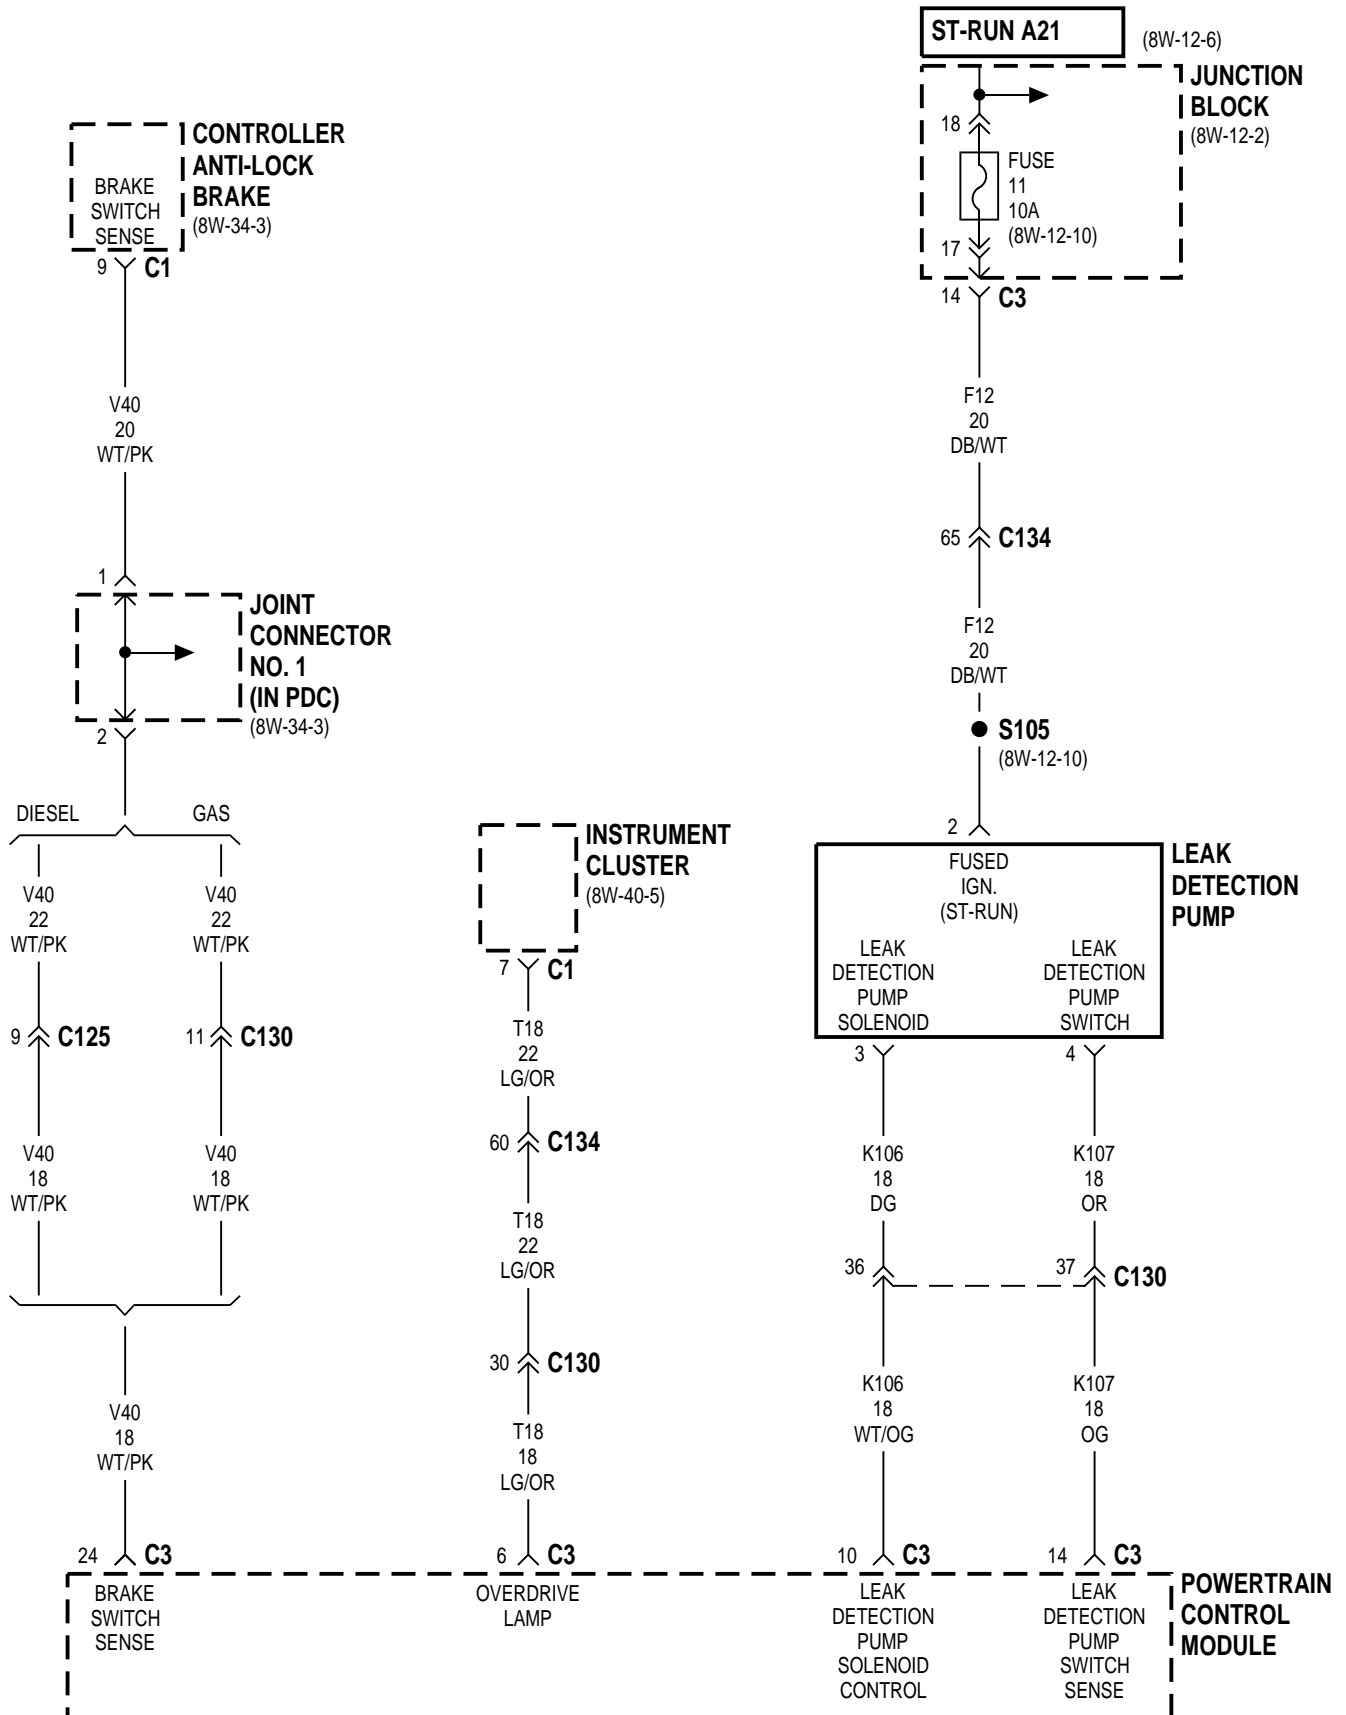 ST-RUN A21
(8W-12-6)
JUNCTION
BLOCK
(8W-12-2)
18
FUSE
11
10A
(8W-12-10)
17
14
C3
F12
20
DB/WT
65
C134
F12
20
DB/WT
S105
(8W-12-10)
2
FUSED
IGN.
(ST-RUN)
LEAK
DETECTION
PUMP
LEAK
DETECTION
PUMP
SOLENOID
LEAK
DETECTION
PUMP
SWITCH
3
4
K106
18
DG
K107
18
OR
36
37
C130
K106
18
WT/OG
K107
18
OG
10
C3
14
C3
CONTROLLER
ANTI-LOCK
BRAKE
(8W-34-3)
BRAKE
SWITCH
SENSE
9
C1
V40
20
WT/PK
1
JOINT
CONNECTOR
NO. 1
(IN PDC)
(8W-34-3)
2
DIESEL
GAS
V40
22
WT/PK
V40
22
WT/PK
9
C125
11
C130
V40
18
WT/PK
V40
18
WT/PK
V40
18
WT/PK
24
C3
INSTRUMENT
CLUSTER
(8W-40-5)
7
C1
T18
22
LG/OR
60
C134
T18
22
LG/OR
30
C130
T18
18
LG/OR
6
C3
BRAKE
SWITCH
SENSE
OVERDRIVE
LAMP
LEAK
DETECTION
PUMP
SOLENOID
CONTROL
LEAK
DETECTION
PUMP
SWITCH
SENSE
POWERTRAIN
CONTROL
MODULE